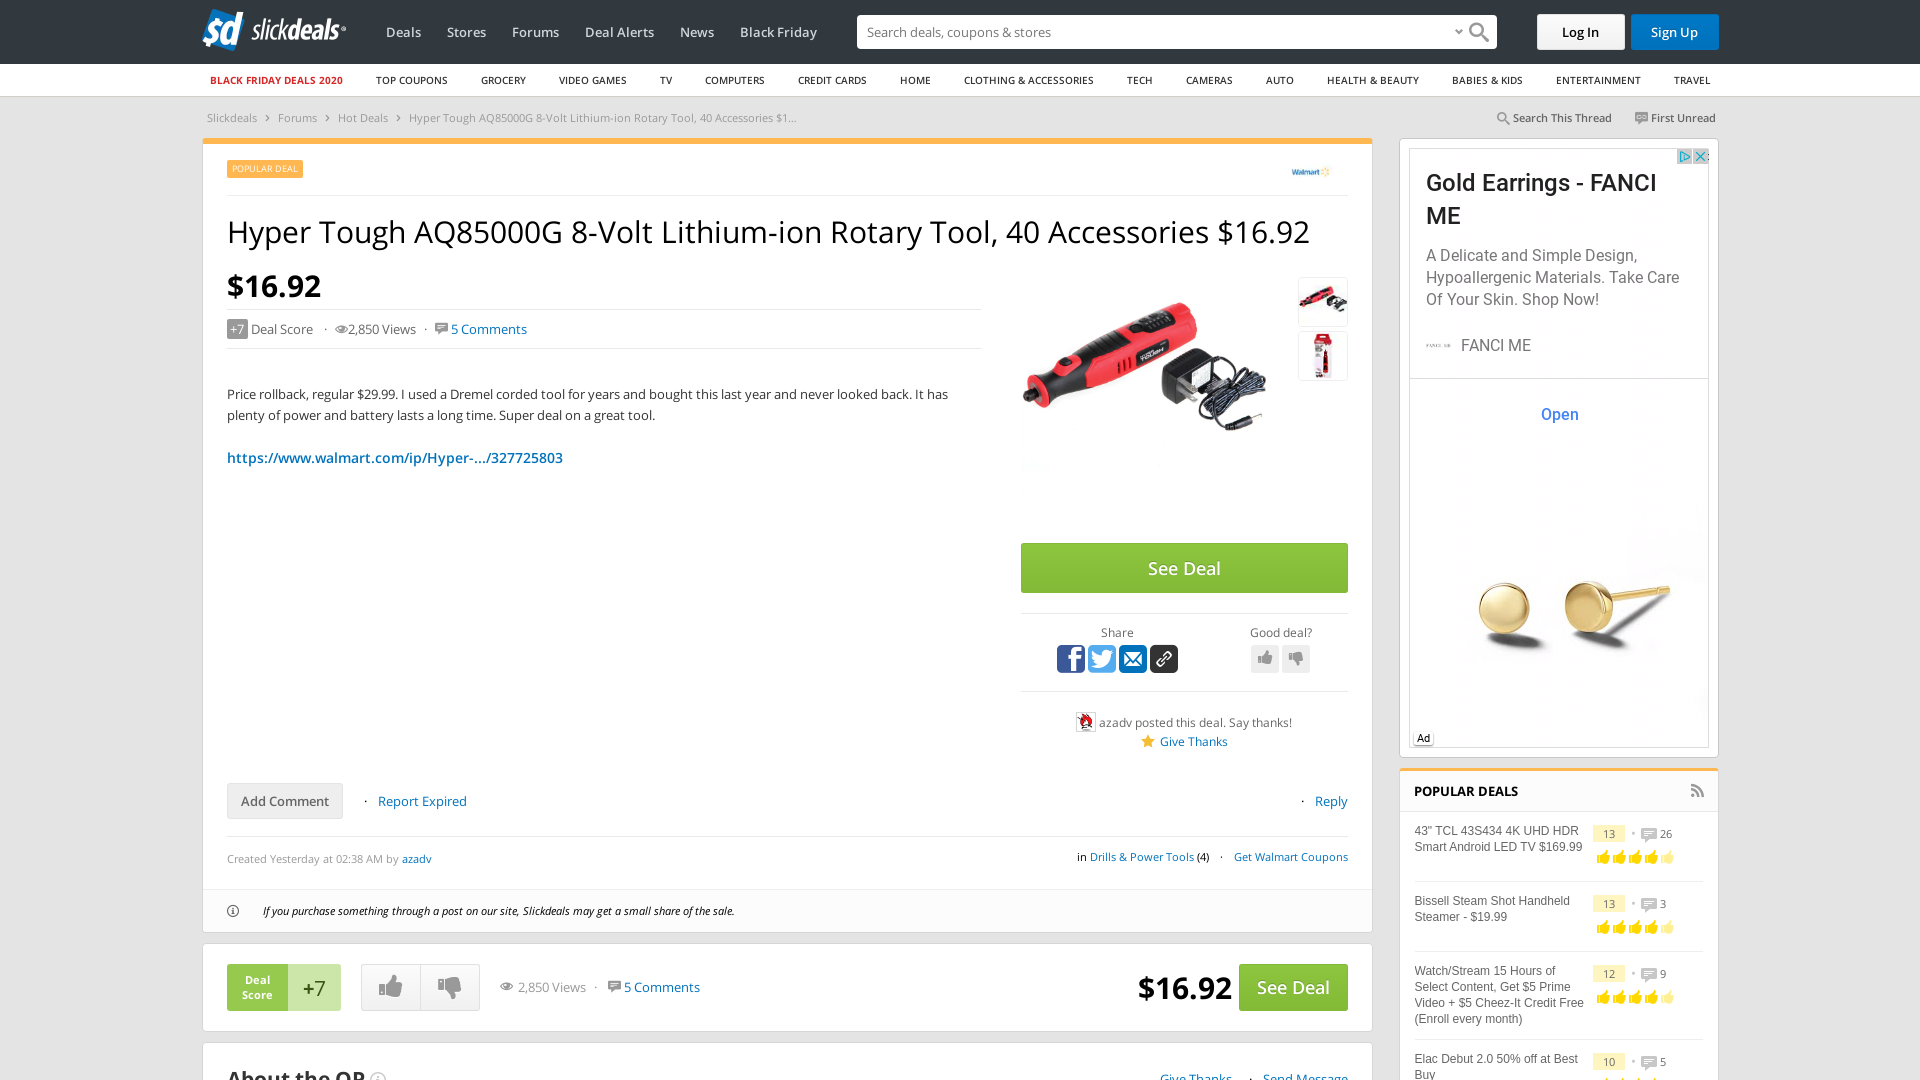 slickdeals
Deals
Stores
Forums
Deal Alerts
News
Black Friday
Search deals, coupons & stores
Log In
Sign Up
BLACK FRIDAY DEALS 2020
TOP COUPONS
GROCERY
VIDEO GAMES
TV
COMPUTERS
CREDIT CARDS
HOME
CLOTHING & ACCESSORIES
TECH
CAMERAS
AUTO
HEALTH & BEAUTY
BABIES & KIDS
ENTERTAINMENT
TRAVEL
Slickdeals > Forums > Hot Deals > Hyper Tough AQ85000G 8-Volt Lithium-ion Rotary Tool, 40 Accessories $1...
Search This Thread
First Unread
POPULAR DEAL
Walmart
Hyper Tough AQ85000G 8-Volt Lithium-ion Rotary Tool, 40 Accessories $16.92
$16.92
+7 Deal Score · 2,850 Views · 5 Comments
Price rollback, regular $29.99. I used a Dremel corded tool for years and bought this last year and never looked back. It has
plenty of power and battery lasts a long time. Super deal on a great tool.
https://www.walmart.com/ip/Hyper-.../327725803
See Deal
Share
Good deal?
azadv posted this deal. Say thanks!
Give Thanks
Add Comment
· Report Expired
· Reply
Created Yesterday at 02:38 AM by azadv
in Drills & Power Tools (4) · Get Walmart Coupons
If you purchase something through a post on our site, Slickdeals may get a small share of the sale.
Deal
Score
+7
2,850 Views · 5 Comments
$16.92
See Deal
About the OP
Give Thanks · Send Message
Gold Earrings - FANCI
ME
A Delicate and Simple Design,
Hypoallergenic Materials. Take Care
Of Your Skin. Shop Now!
FANCI ME
Open
Ad
POPULAR DEALS
43" TCL 43S434 4K UHD HDR
Smart Android LED TV $169.99
13 • 26
Bissell Steam Shot Handheld
Steamer - $19.99
13 • 3
Watch/Stream 15 Hours of
Select Content, Get $5 Prime
Video + $5 Cheez-It Credit Free
(Enroll every month)
12 • 9
Elac Debut 2.0 50% off at Best
Buy
10 • 5